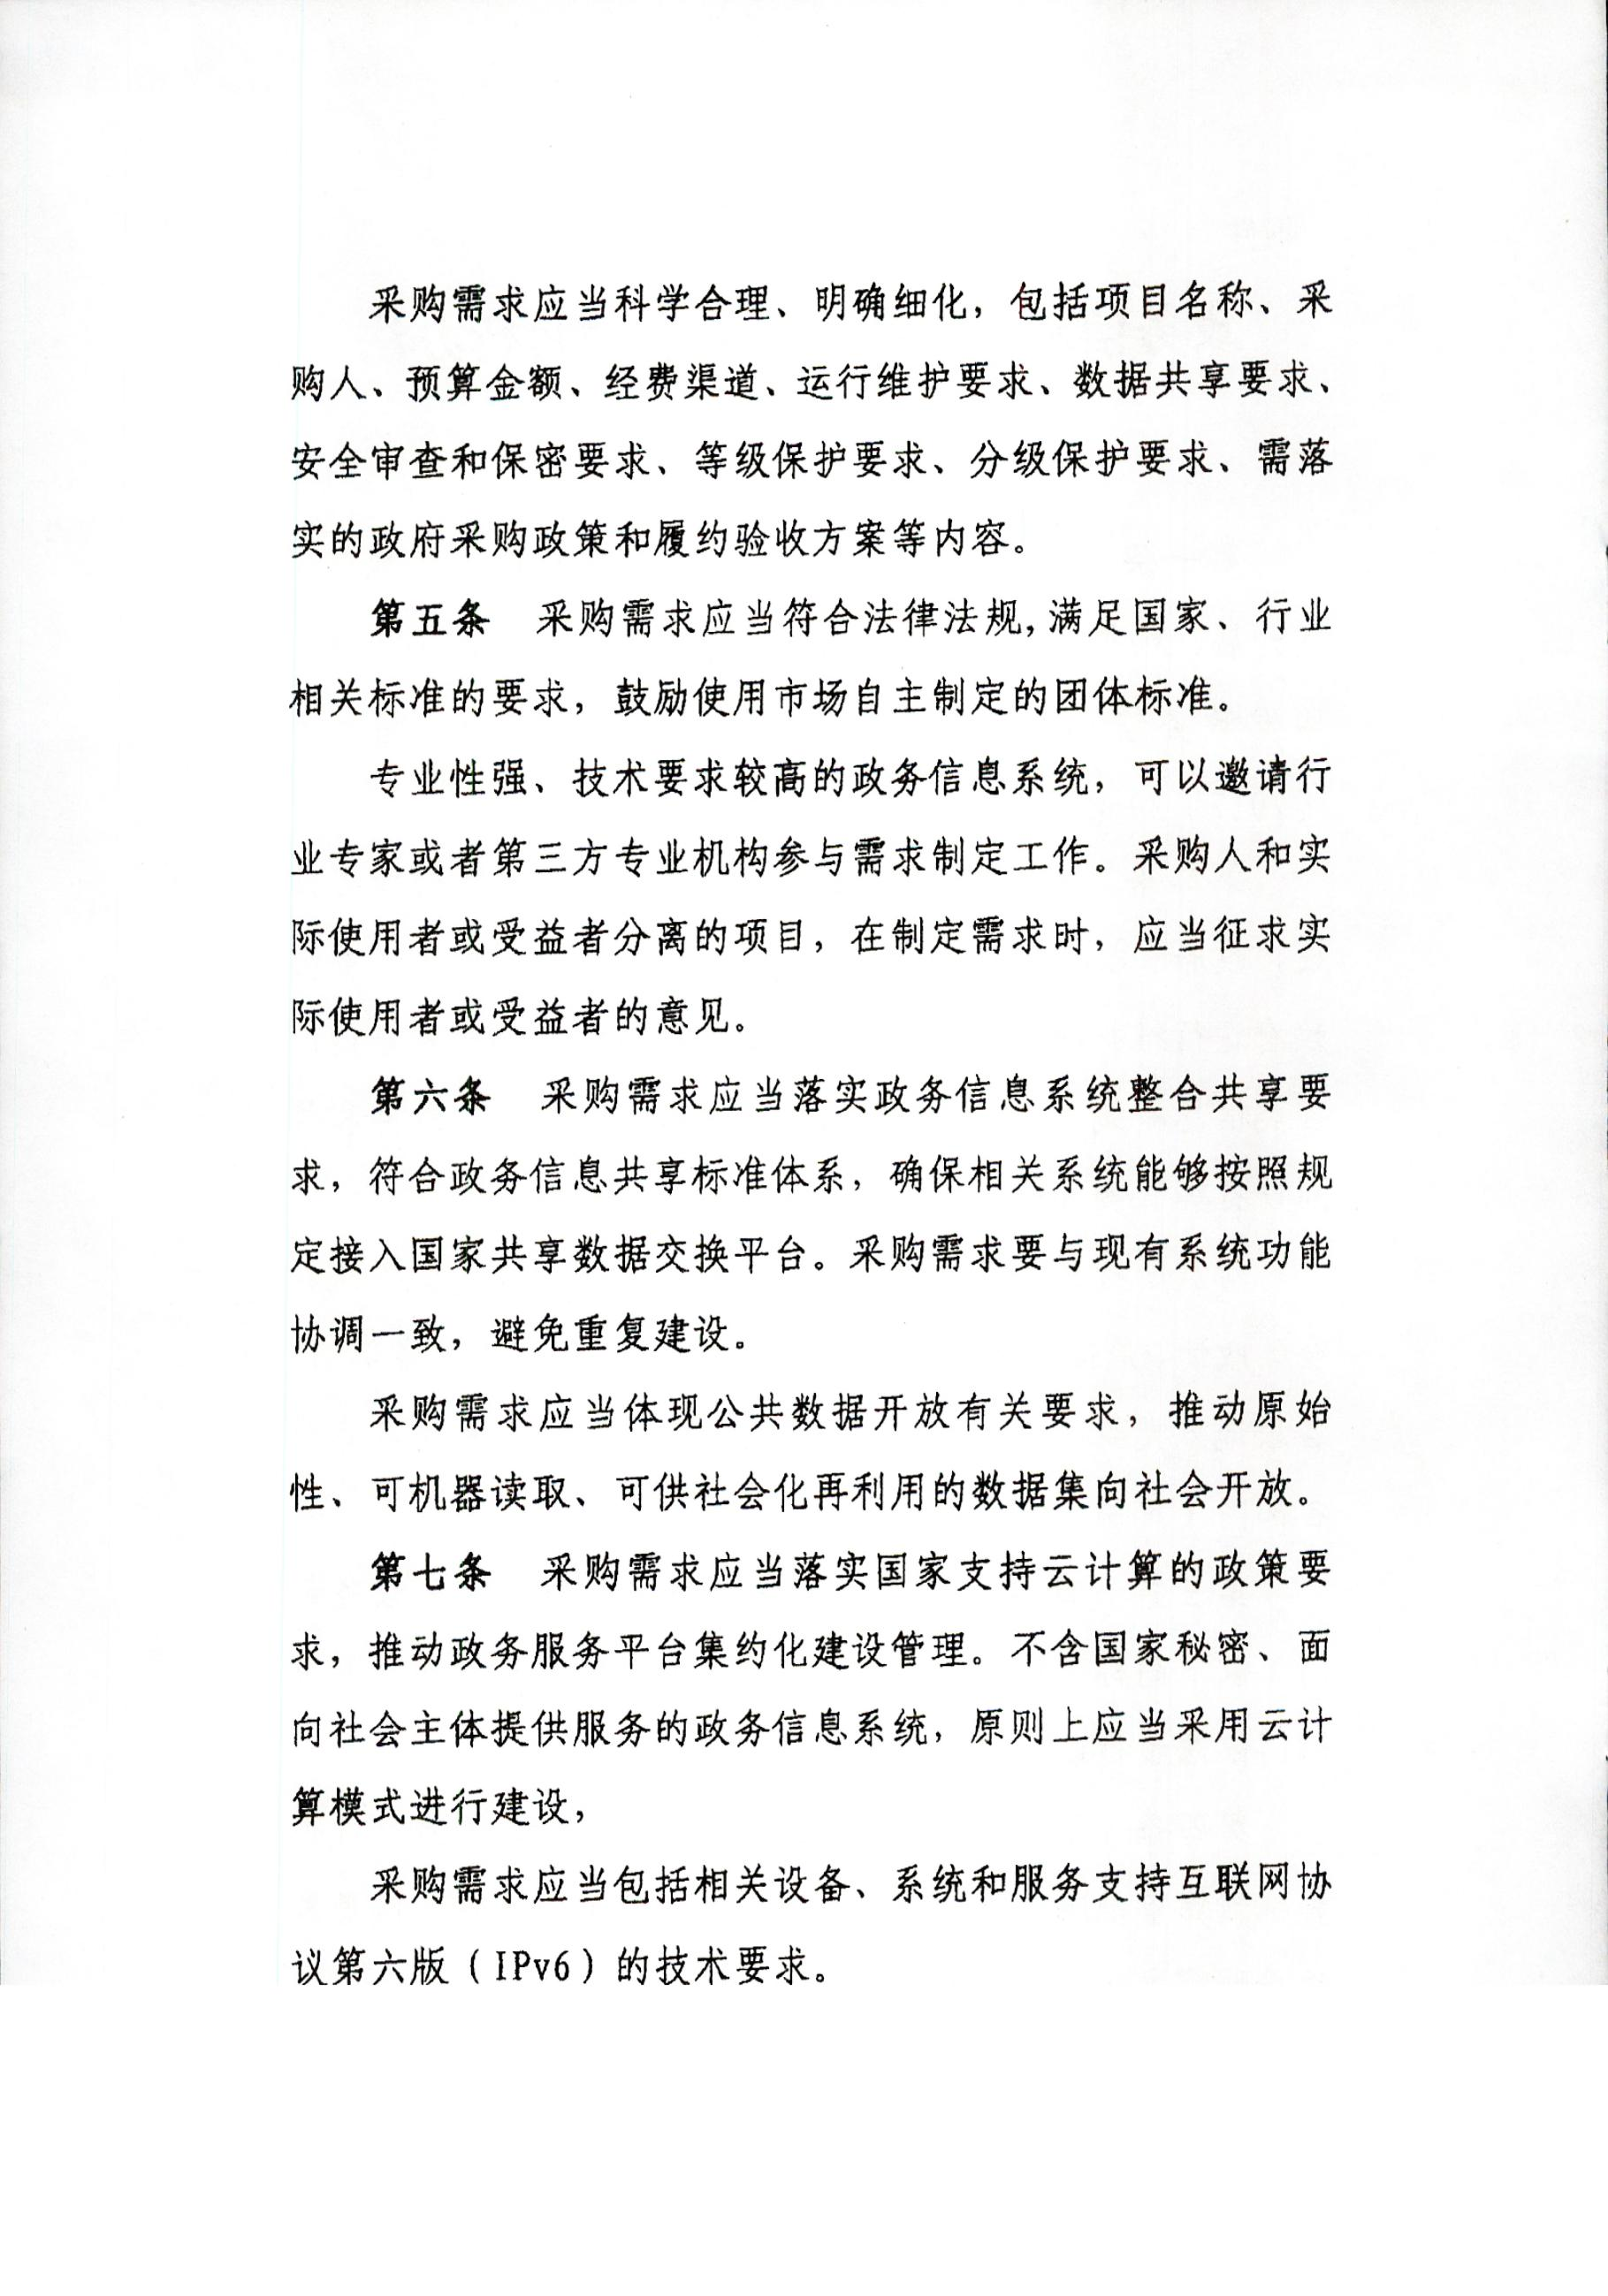 采购需求应当科学合理、明确细化，包括项目名称、采
购人、预算金额、经费渠道、运行维护要求、数据共享要求、
安全审查和保密要求、等级保护要求、分级保护要求、需落
实的政府采购政策和履约验收方案等内容。
第五条　采购需求应当符合法律法规，满足国家、行业
相关标准的要求，鼓励使用市场自主制定的团体标准。
专业性强、技术要求较高的政务信息系统，可以邀请行
业专家或者第三方专业机构参与需求制定工作。采购人和实
际使用者或受益者分离的项目，在制定需求时，应当征求实
际使用者或受益者的意见。
第六条　采购需求应当落实政务信息系统整合共享要
求，符合政务信息共享标准体系，确保相关系统能够按照规
定接入国家共享数据交换平台。采购需求要与现有系统功能
协调一致，避免重复建设。
采购需求应当体现公共数据开放有关要求，推动原始
性、可机器读取、可供社会化再利用的数据集向社会开放。
第七条　采购需求应当落实国家支持云计算的政策要
求，推动政务服务平台集约化建设管理。不含国家秘密、面
向社会主体提供服务的政务信息系统，原则上应当采用云计
算模式进行建设，
采购需求应当包括相关设备、系统和服务支持互联网协
议第六版（IPv6）的技术要求。